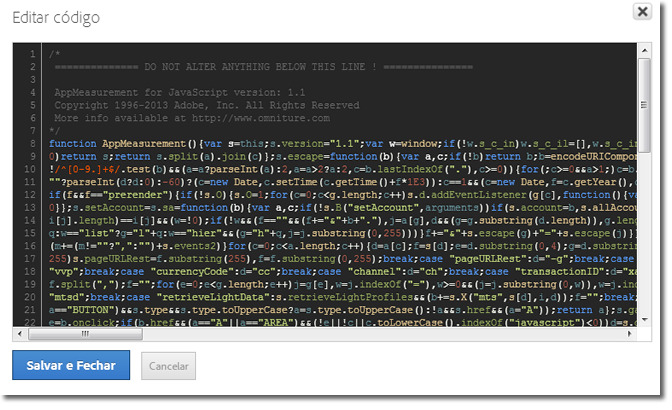 Editar código
1 /*
2 ============== DO NOT ALTER ANYTHING BELOW THIS LINE ! ===============
3
4 AppMeasurement for JavaScript version: 1.1
5 Copyright 1996-2013 Adobe, Inc. All Rights Reserved
6 More info available at http://www.omniture.com
7 */
8 function AppMeasurement(){var s=this;s.version="1.1";var w=window;if(!w.s_c_in)w.s_c_il=[],w.s_c_in
9 0)return s;return s.split(a).join(c)};s.escape=function(b){var a,c;if(!b)return b;b=encodeURICompon
10 !/^[0-9.]+$/.test(b)&&(a=a?parseInt(a):2,a=a>2?a:2,c=b.lastIndexOf("."),c>=0)){for(;c>=0&&a>1;)c=b.
11 ""?parseInt(d?d:0):-60)?(c=new Date,c.setTime(c.getTime()+f*1E3)):c==1&&(c=new Date,f=c.getYear(),c
12 if(f&&f=="prerender"){if(!s.O){s.O=1;for(c=0;c<g.length;c++)s.d.addEventListener(g[c],function(){va
13 0}};s.setAccount=s.sa=function(b){var a,c;if(!s.B("setAccount",arguments))if(s.account=b,s.allAccou
14 i[j]].length)==i[j]&&(w=!0);if(!w&&(f==""&&(f+="&"+b+"."),j=a[g],d&&(g=g.substring(d.length)),g.len
15 q:w=="list"?g="l"+q:w=="hier"&&(g="h"+q,j=j.substring(0,255))))f+="&"+s.escape(g)+"="+s.escape(j)}}
16 (m+=(m!=""?",":"")+s.events2))for(c=0;c<a.length;c++){d=a[c];f=s[d];e=d.substring(0,4);g=d.substrin
17 255)s.pageURLRest=f.substring(255),f=f.substring(0,255);break;case "pageURLRest":d="-g";break;case
18 "vvp";break;case "currencyCode":d="cc";break;case "channel":d="ch";break;case "transactionID":d="xa
19 f.split(","),f="";for(e=0;e<g.length;e++)j=g[e],w=j.indexOf("="),w>=0&&(j=j.substring(0,w)),w=j.ind
20 "mtsd";break;case "retrieveLightData":s.retrieveLightProfiles&&(b+=s.X("mts",s[d],i,d));f="";break;
21 a=="BUTTON")&&s.type&&s.type.toUpperCase?a=s.type.toUpperCase():!a&&s.href&&(a="A");return a};s.ga
22 e=b.onclick;if(b.href&&(a=="A"||a=="AREA")&&(!e||!c||c.toLowerCase().indexOf("javascript")<0))d=s.c
Salvar e Fechar
Cancelar